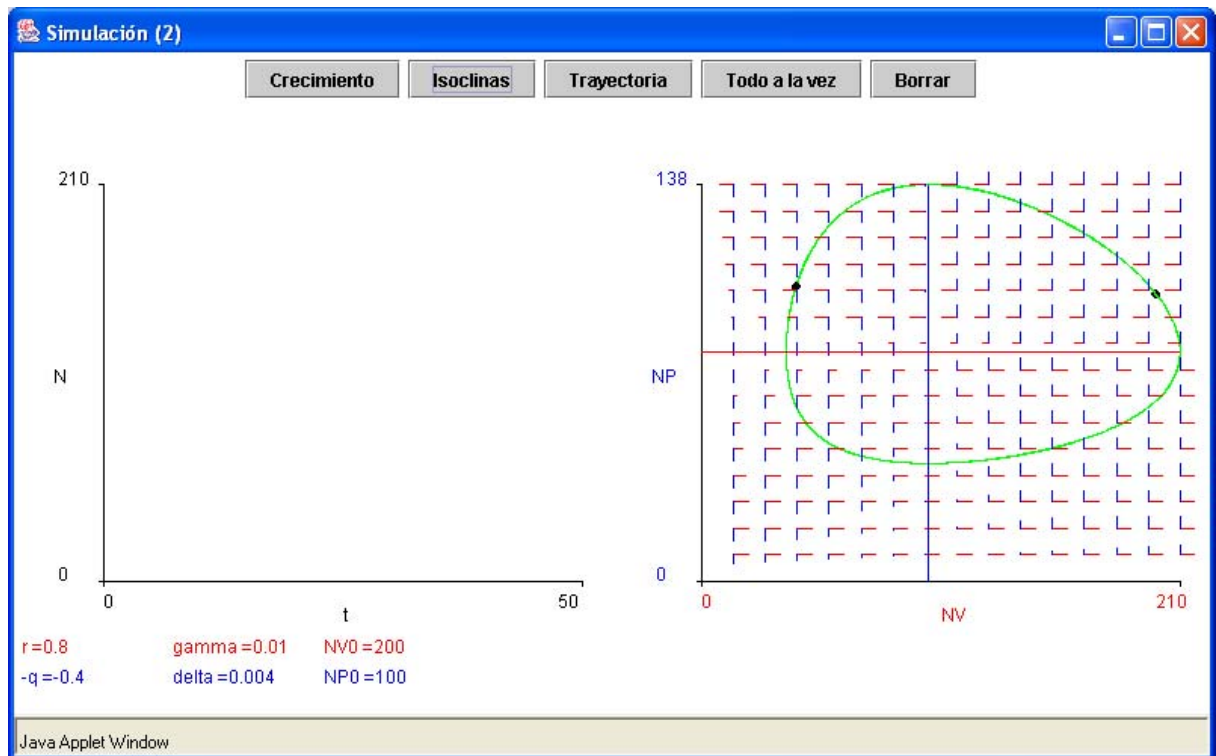 Simulación (2)
Crecimiento Isoclinas Trayectoria Todo a la vez Borrar
210
N
0
0 t 50
138
NP
0
0 NV 210
r =0.8 gamma =0.01 NV0 =200
-q =-0.4 delta =0.004 NP0 =100
Java Applet Window